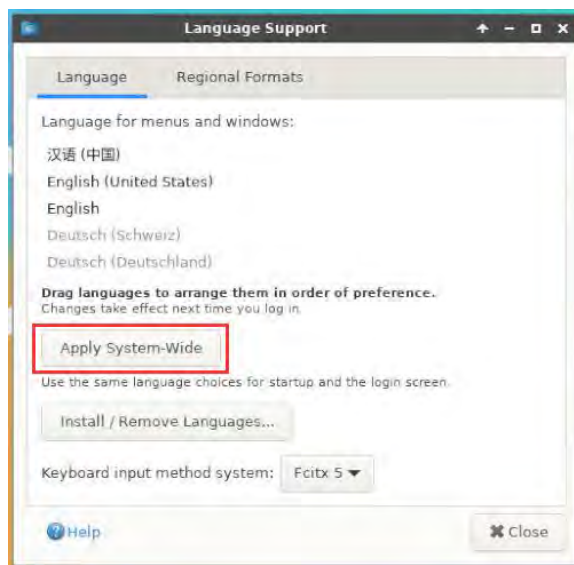 Language Support
Language Regional Formats
Language for menus and windows:
汉语 (中国)
English (United States)
English
Deutsch (Schweiz)
Deutsch (Deutschland)
Drag languages to arrange them in order of preference.
Changes take effect next time you log in.
Apply System-Wide
Use the same language choices for startup and the login screen.
Install / Remove Languages...
Keyboard input method system: Fcitx 5
Help Close